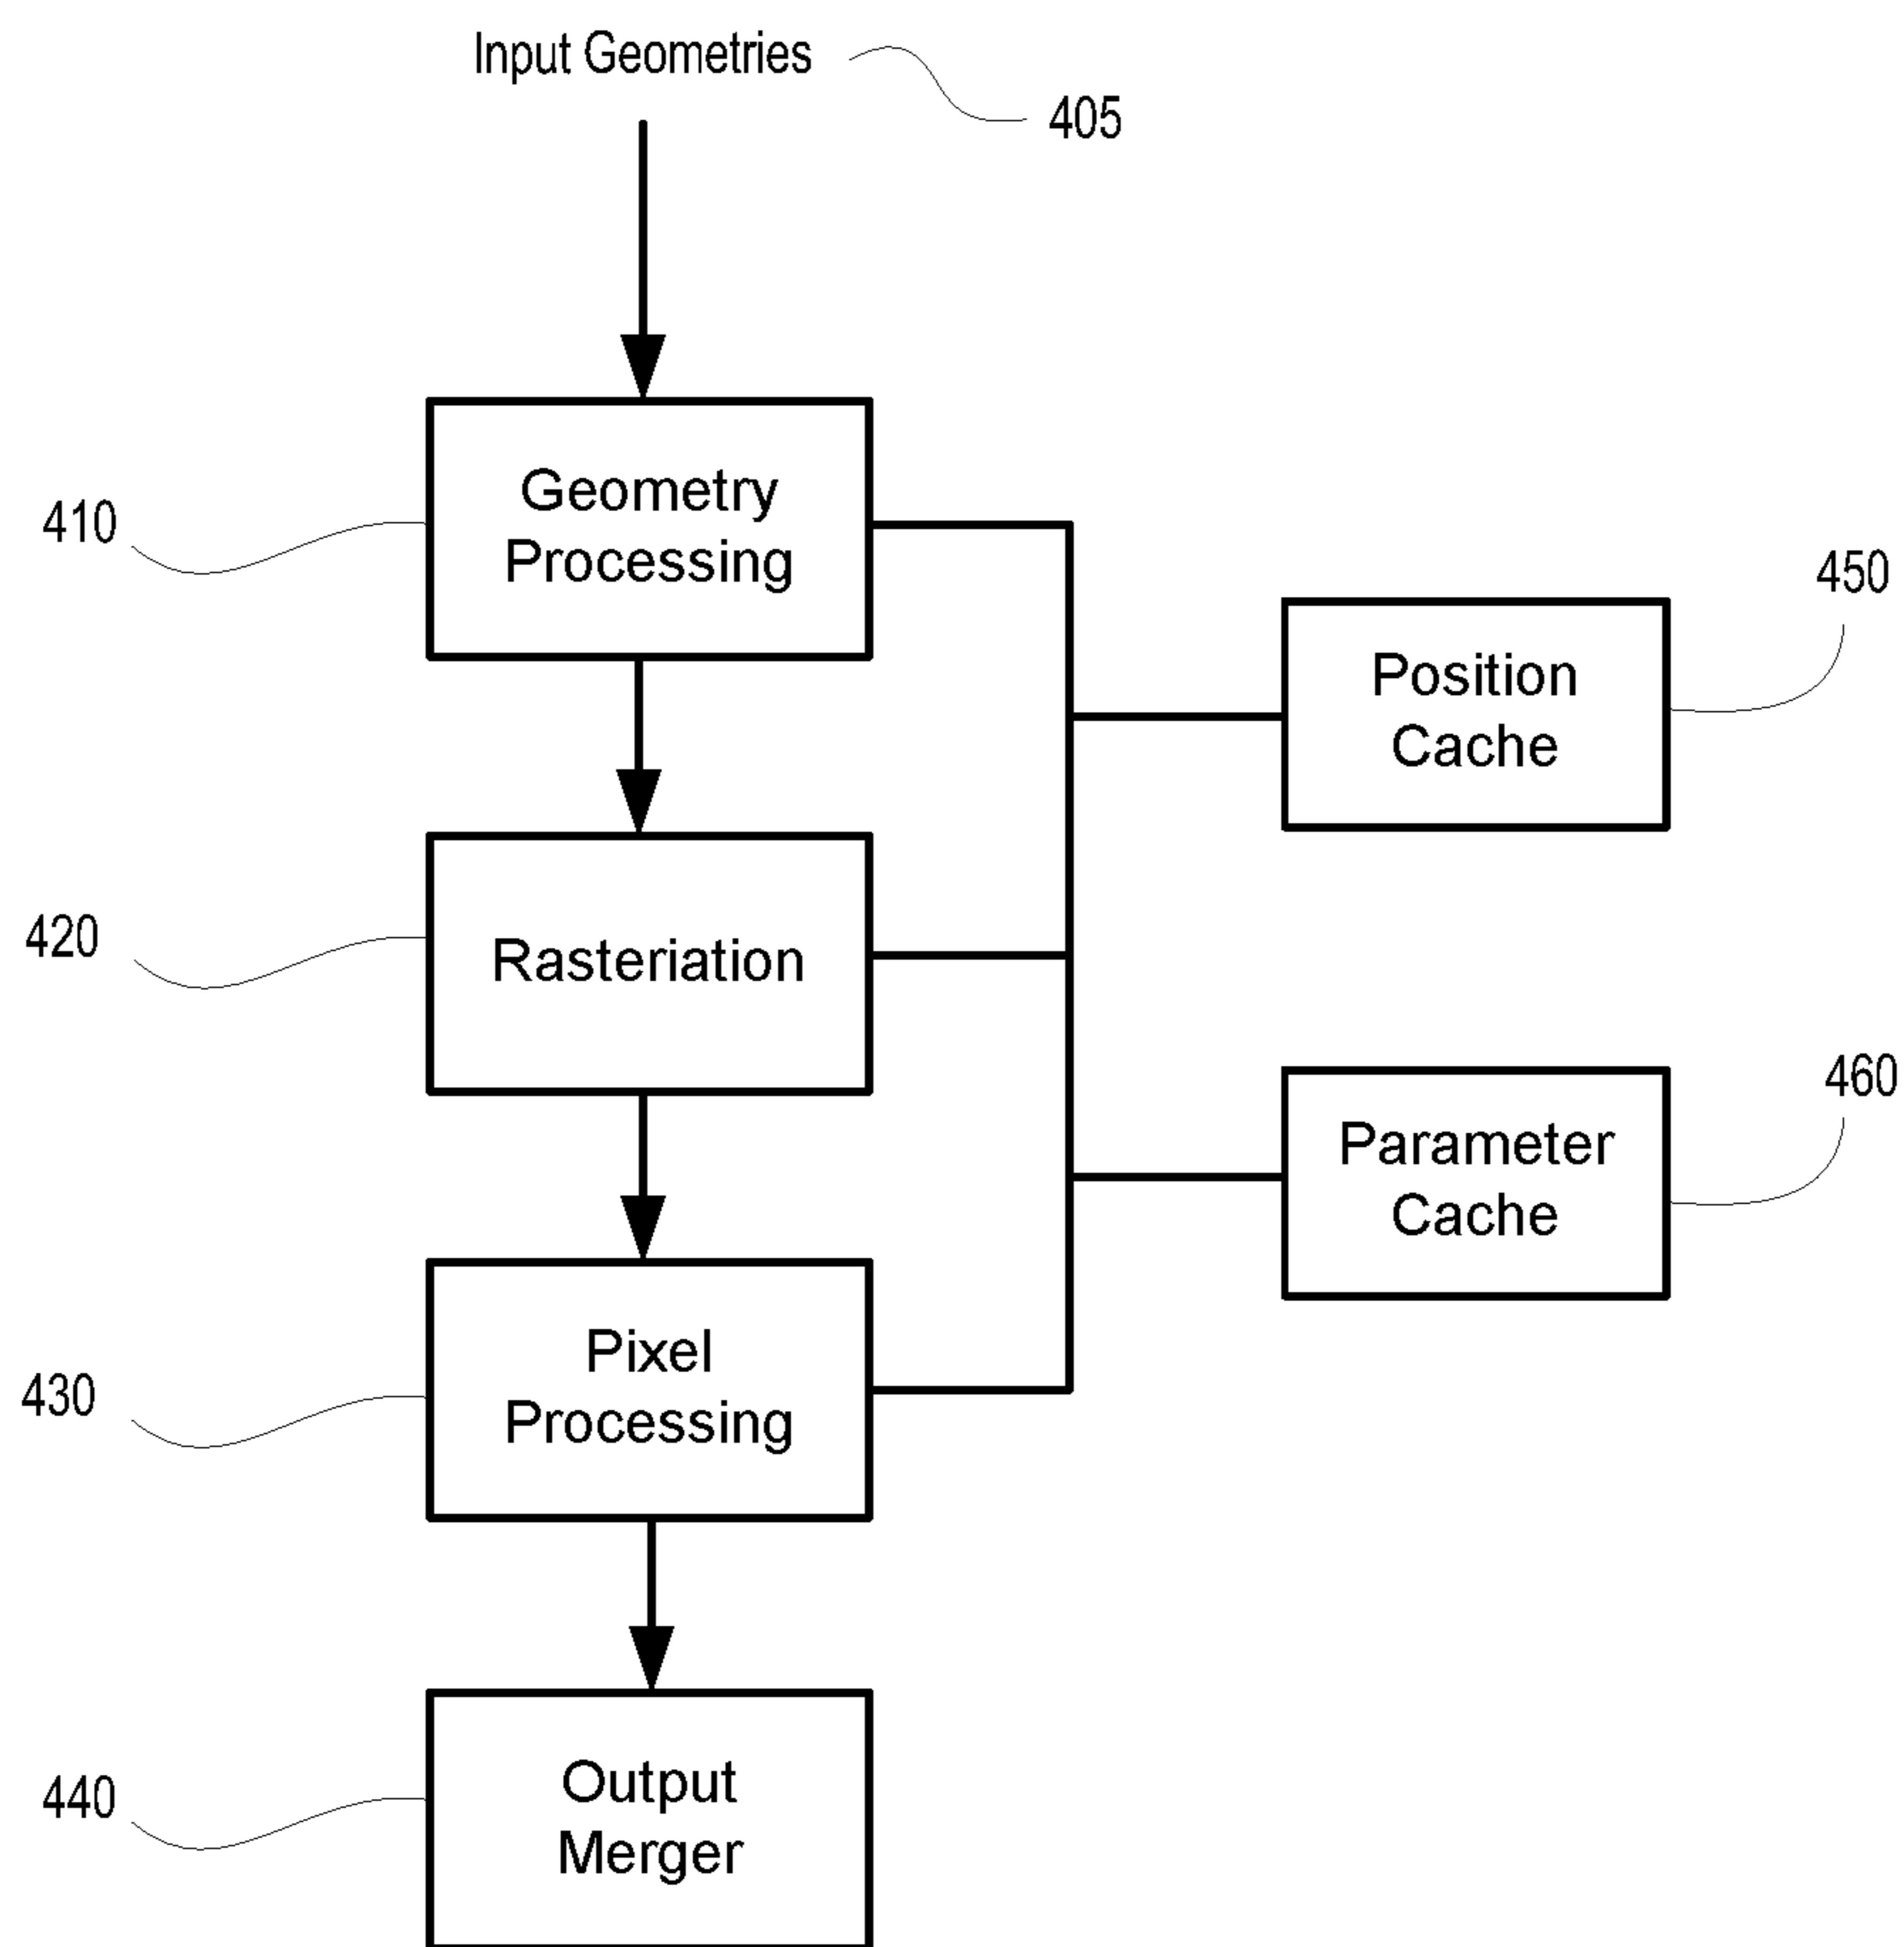 Input Geometries
405
Geometry
Processing
410
450
Position
Cache
Rasteriation
420
460
Parameter
Cache
Pixel
Processing
430
Output
Merger
440